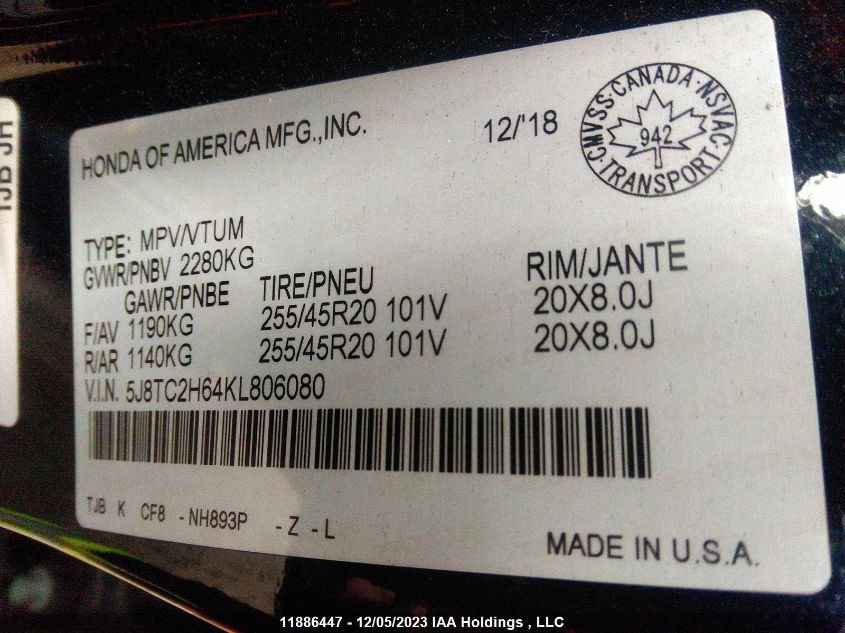 TJB JH
HONDA OF AMERICA MFG.,INC.
12/'18
CMVSS·CANADA·NSVAC
942
TRANSPORT
TYPE: MPV/VTUM
GVWR/PNBV 2280KG
GAWR/PNBE TIRE/PNEU RIM/JANTE
F/AV 1190KG 255/45R20 101V 20X8.0J
R/AR 1140KG 255/45R20 101V 20X8.0J
V.I.N. 5J8TC2H64KL806080
TJB K CF8 -NH893P -Z -L
MADE IN U.S.A.
11886447 - 12/05/2023 IAA Holdings , LLC